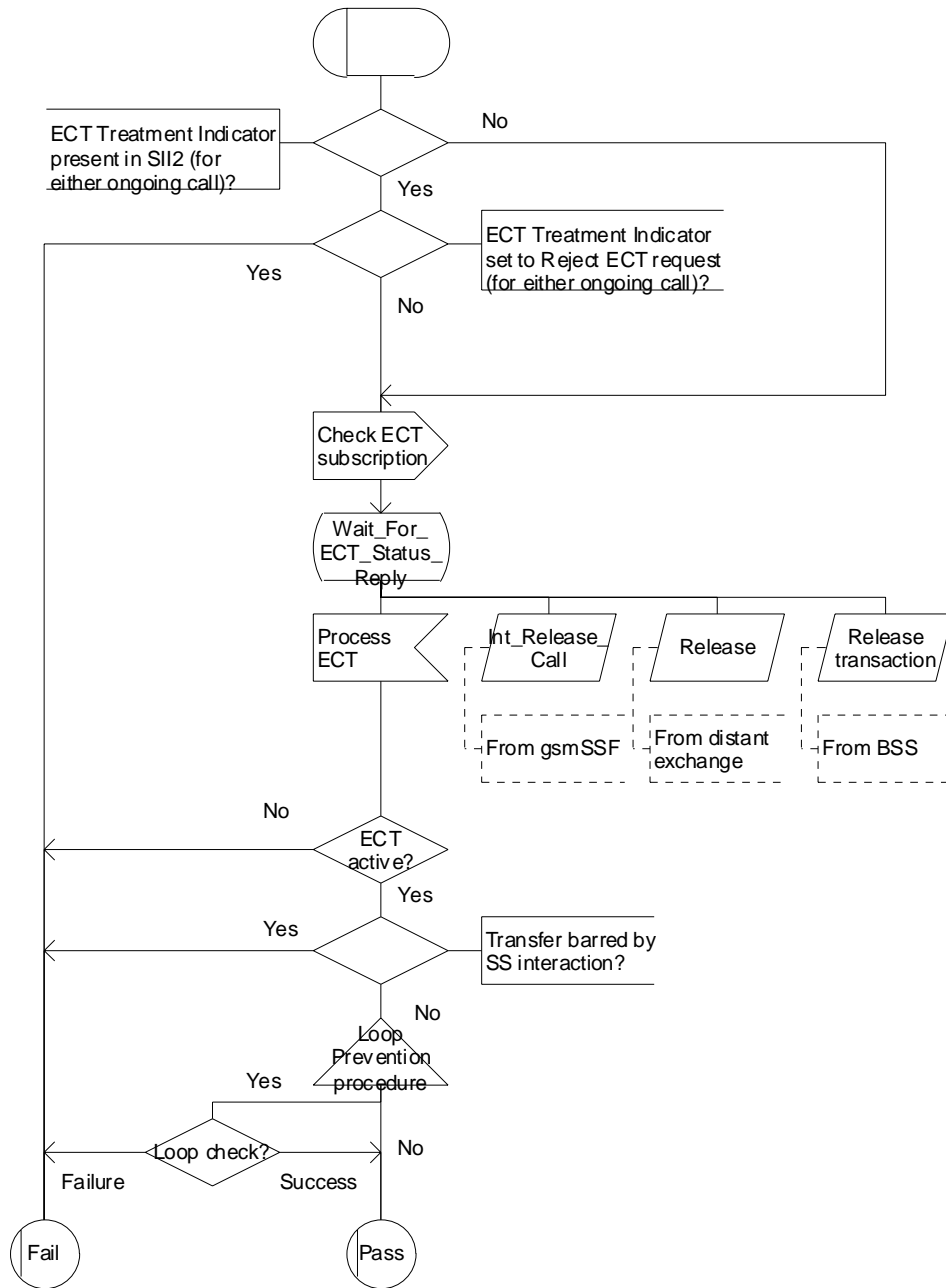 No
ECT Treatment Indicator
present in SII2 (for
either ongoing call)?
Yes
ECT Treatment Indicator
set to Reject ECT request
(for either ongoing call)?
Yes
No
Check ECT
subscription
Wait_For_
ECT_Status_
Reply
Process
ECT
Int_Release_
Call
Release
Release
transaction
From gsmSSF
From distant
exchange
From BSS
No
ECT
active?
Yes
Yes
Transfer barred by
SS interaction?
No
Loop
Prevention
procedure
Yes
Loop check?
No
Failure
Success
Fail
Pass